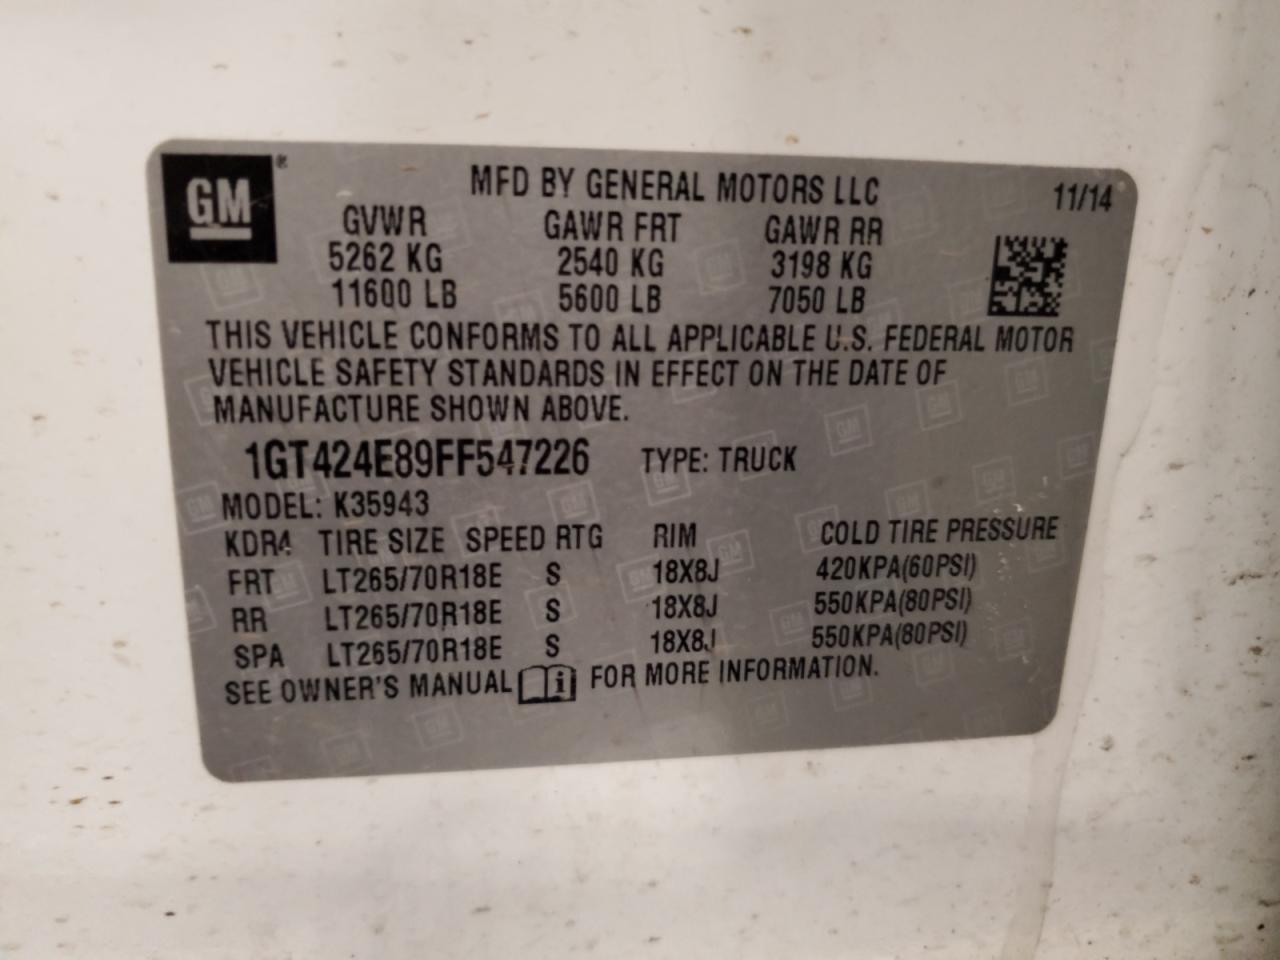 GM®
MFD BY GENERAL MOTORS LLC 11/14
GVWR GAWR FRT GAWR RR
5262 KG 2540 KG 3198 KG
11600 LB 5600 LB 7050 LB
THIS VEHICLE CONFORMS TO ALL APPLICABLE U.S. FEDERAL MOTOR
VEHICLE SAFETY STANDARDS IN EFFECT ON THE DATE OF
MANUFACTURE SHOWN ABOVE.
1GT424E89FF547226 TYPE: TRUCK
MODEL: K35943
KDR4 TIRE SIZE SPEED RTG RIM COLD TIRE PRESSURE
FRT LT265/70R18E S 18X8J 420KPA(60PSI)
RR LT265/70R18E S 18X8J 550KPA(80PSI)
SPA LT265/70R18E S 18X8J 550KPA(80PSI)
SEE OWNER'S MANUAL i FOR MORE INFORMATION.